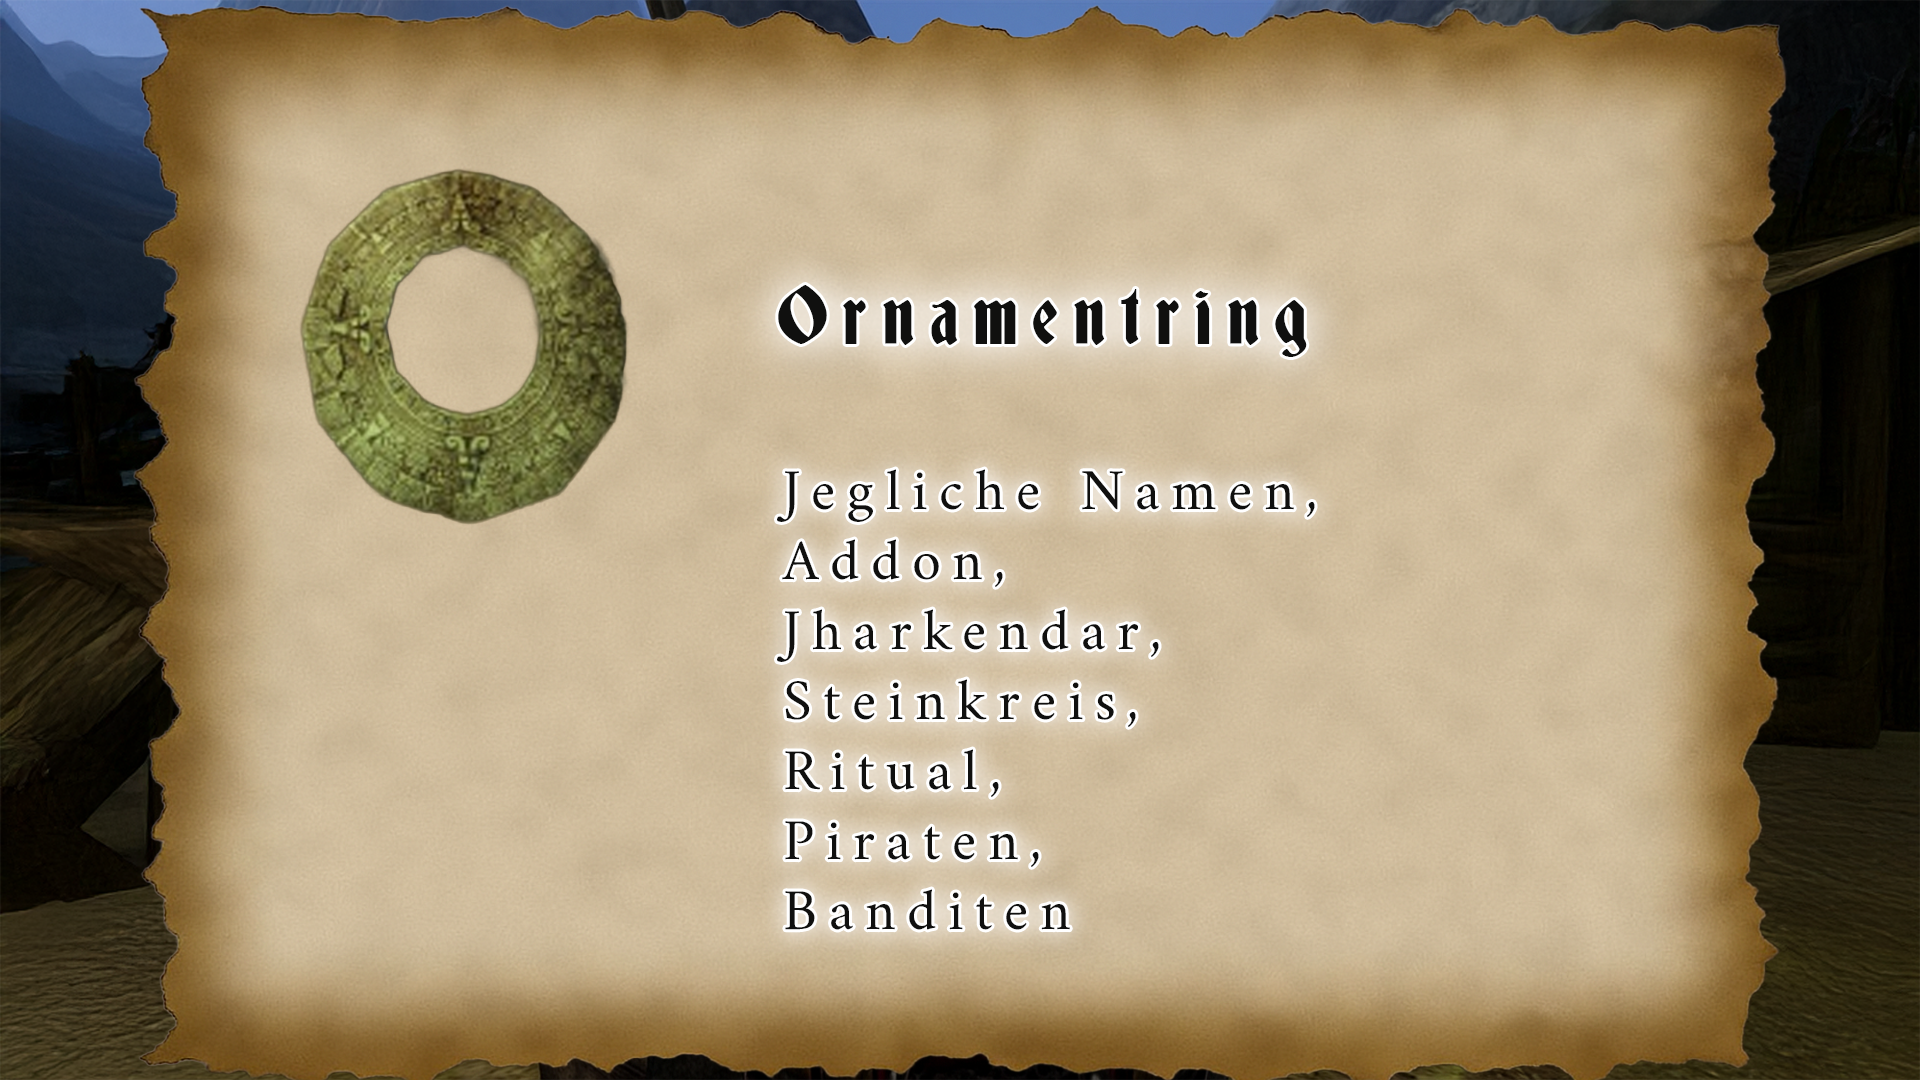 Ornamentring
Jegliche Namen,
Addon,
Jharkendar,
Steinkreis,
Ritual,
Piraten,
Banditen